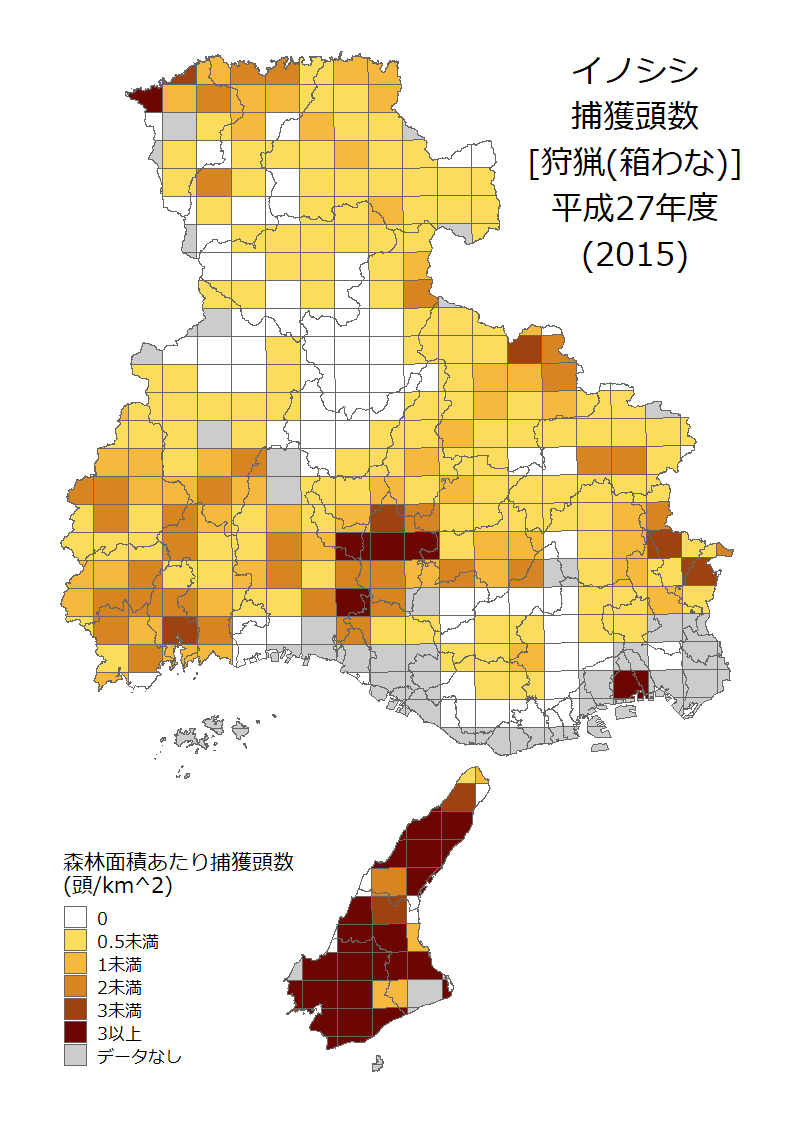 イノシシ
捕獲頭数
[狩猟(箱わな)]
平成27年度
(2015)
森林面積あたり捕獲頭数
(頭/km^2)
0
0.5未満
1未満
2未満
3未満
3以上
データなし